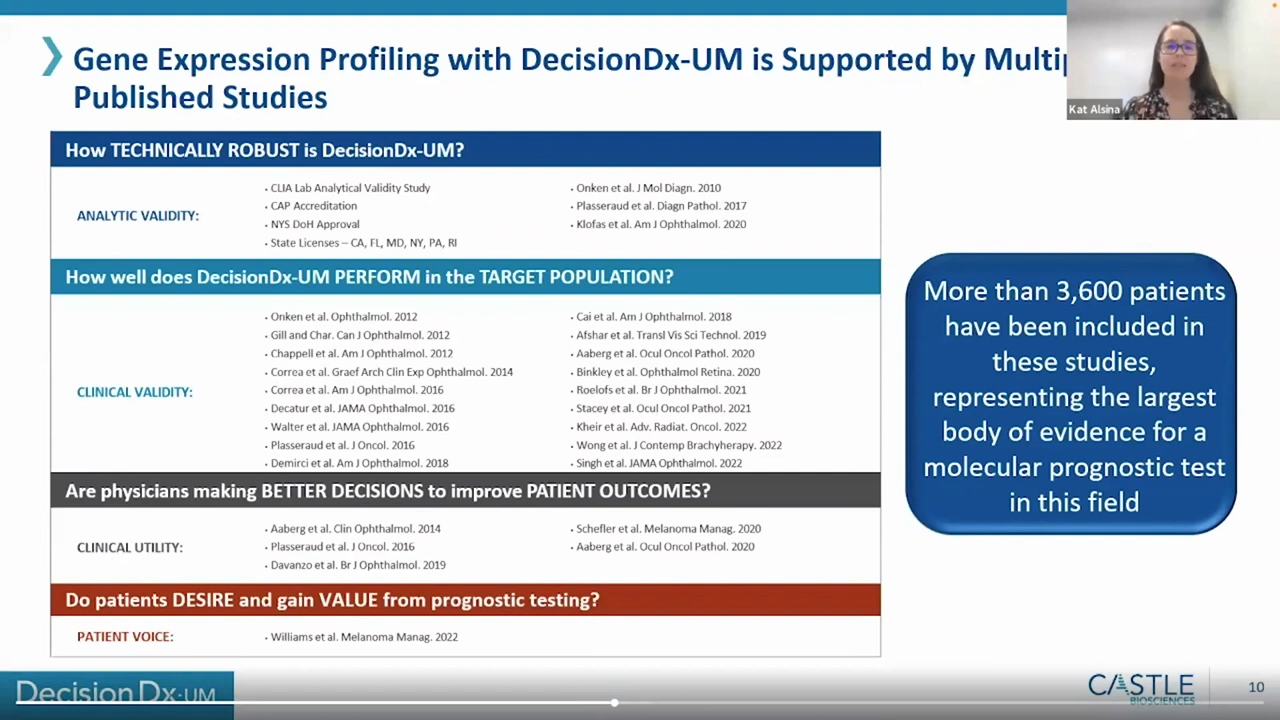 Gene Expression Profiling with DecisionDx-UM is Supported by
Published Studies
Kat Alsina
How TECHNICALLY ROBUST is DecisionDx-UM?
ANALYTIC VALIDITY:
• CLIA Lab Analytical Validity Study
• CAP Accreditation
• NYS DoH Approval
• State Licenses – CA, FL, MD, NY, PA, RI
• Onken et al. J Mol Diagn. 2010
• Plasseraud et al. Diagn Pathol. 2017
• Klofas et al. Am J Ophthalmol. 2020
How well does DecisionDx-UM PERFORM in the TARGET POPULATION?
CLINICAL VALIDITY:
• Onken et al. Ophthalmol. 2012
• Gill and Char. Can J Ophthalmol. 2012
• Chappell et al. Am J Ophthalmol. 2012
• Correa et al. Graef Arch Clin Exp Ophthalmol. 2014
• Correa et al. Am J Ophthalmol. 2016
• Decatur et al. JAMA Ophthalmol. 2016
• Walter et al. JAMA Ophthalmol. 2016
• Plasseraud et al. J Oncol. 2016
• Demirci et al. Am J Ophthalmol. 2018
• Cai et al. Am J Ophthalmol. 2018
• Afshar et al. Transl Vis Sci Technol. 2019
• Aaberg et al. Ocul Oncol Pathol. 2020
• Binkley et al. Ophthalmol Retina. 2020
• Roelofs et al. Br J Ophthalmol. 2021
• Stacey et al. Ocul Oncol Pathol. 2021
• Kheir et al. Adv. Radiat. Oncol. 2022
• Wong et al. J Contemp Brachyherapy. 2022
• Singh et al. JAMA Ophthalmol. 2022
Are physicians making BETTER DECISIONS to improve PATIENT OUTCOMES?
CLINICAL UTILITY:
• Aaberg et al. Clin Ophthalmol. 2014
• Plasseraud et al. J Oncol. 2016
• Davanzo et al. Br J Ophthalmol. 2019
• Schefler et al. Melanoma Manag. 2020
• Aaberg et al. Ocul Oncol Pathol. 2020
Do patients DESIRE and gain VALUE from prognostic testing?
PATIENT VOICE:
• Williams et al. Melanoma Manag. 2022
More than 3,600 patients
have been included in
these studies,
representing the largest
body of evidence for a
molecular prognostic test
in this field
DecisionDx-UM
CASTLE
BIOSCIENCES
10